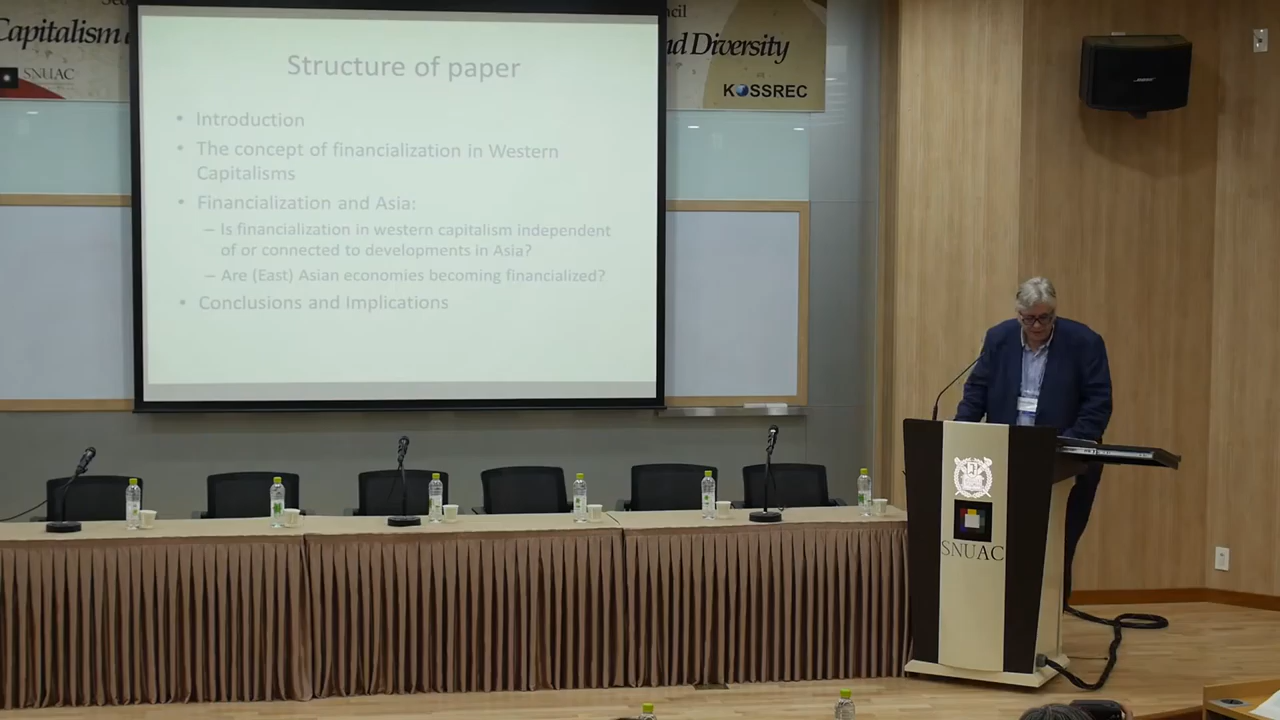 ncil
Capitalism
nd Diversity
SNUAC
KOSSREC
Structure of paper
• Introduction
• The concept of financialization in Western
Capitalisms
• Financialization and Asia:
– Is financialization in western capitalism independent
of or connected to developments in Asia?
– Are (East) Asian economies becoming financialized?
• Conclusions and Implications
BOSE
SNUAC